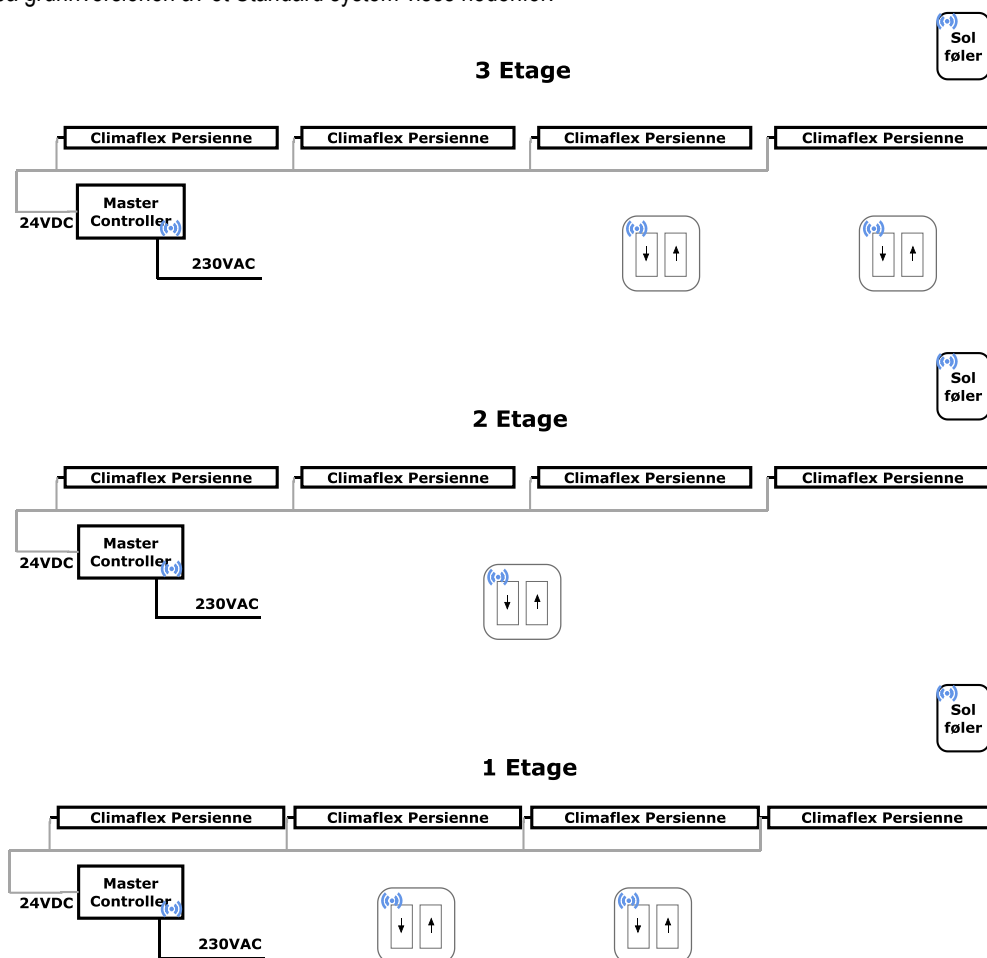 Sol
føler
3 Etage
Climaflex Persienne Climaflex Persienne Climaflex Persienne Climaflex Persienne
Master
Controller
24VDC
230VAC
Sol
føler
2 Etage
Climaflex Persienne Climaflex Persienne Climaflex Persienne Climaflex Persienne
Master
Controller
24VDC
230VAC
Sol
føler
1 Etage
Climaflex Persienne Climaflex Persienne Climaflex Persienne Climaflex Persienne
Master
Controller
24VDC
230VAC